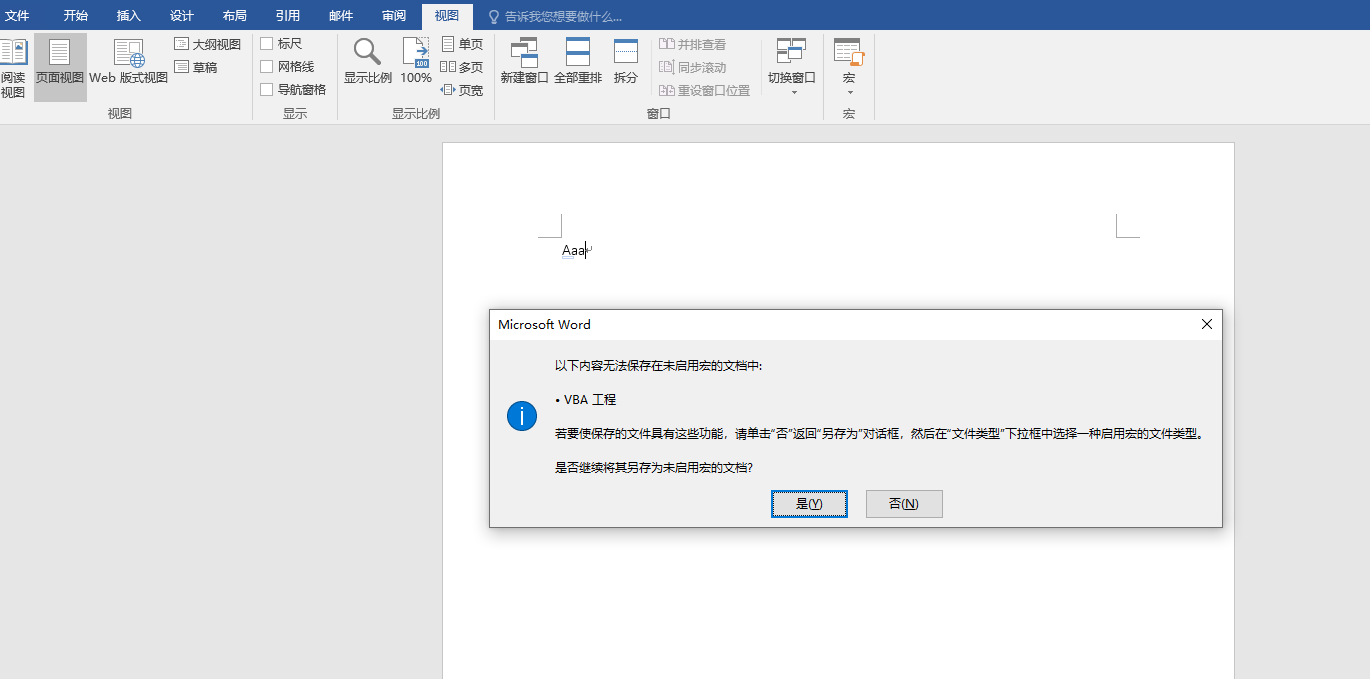 文件 开始 插入 设计 布局 引用 邮件 审阅 视图 告诉我您想要做什么...
阅读
视图
页面视图
Web 版式视图
大纲视图
草稿
视图
标尺
网格线
导航窗格
显示
显示比例
100
100%
单页
多页
页宽
显示比例
新建窗口
全部重排
拆分
并排查看
同步滚动
重设窗口位置
切换窗口
窗口
宏
宏
Aaa
Microsoft Word
以下内容无法保存在未启用宏的文档中:
• VBA 工程
若要使保存的文件具有这些功能，请单击“否”返回“另存为”对话框，然后在“文件类型”下拉框中选择一种启用宏的文件类型。
是否继续将其另存为未启用宏的文档?
是(Y) 否(N)